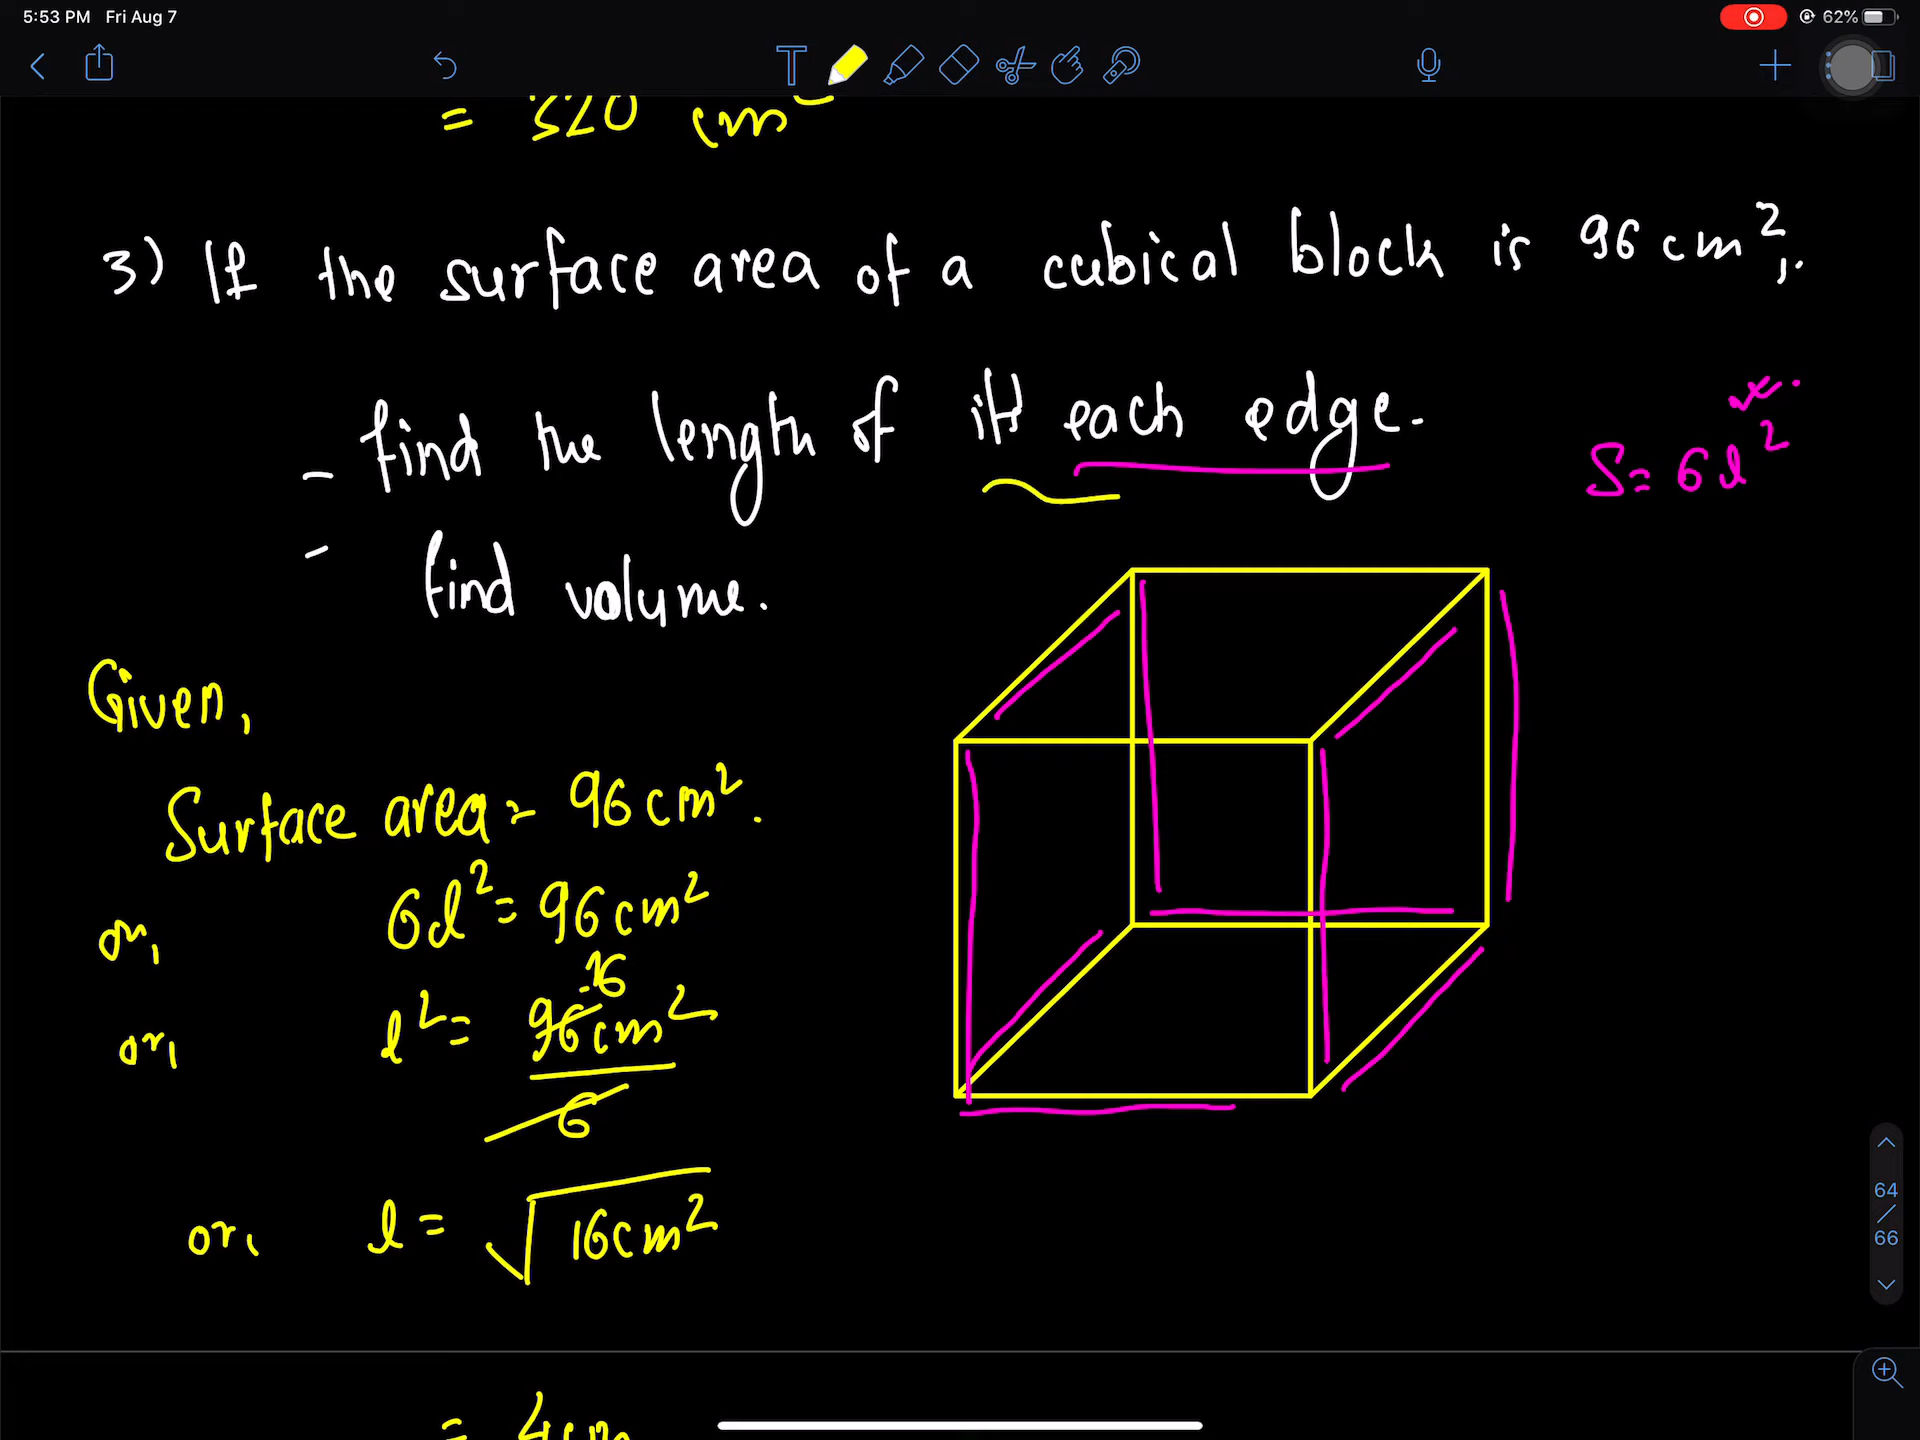 5:53 PM Fri Aug 7
62%
= 320 cm²
3) If the surface area of a cubical block is 96 cm²,.
- find the length of its each edge.
S = 6l²
- find volume.
Given,
Surface area = 96 cm².
or, 6l² = 96 cm²
16
or, l² = 96 cm²
6
or, l = √16cm²
= 4cm
64
/
66